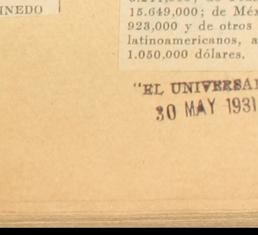 INEDO
15.649,000; de Méx
923,000 y de otros
latinoamericanos, a
1.050,000 dólares.
"EL UNIVERSAL
30 MAY 1931